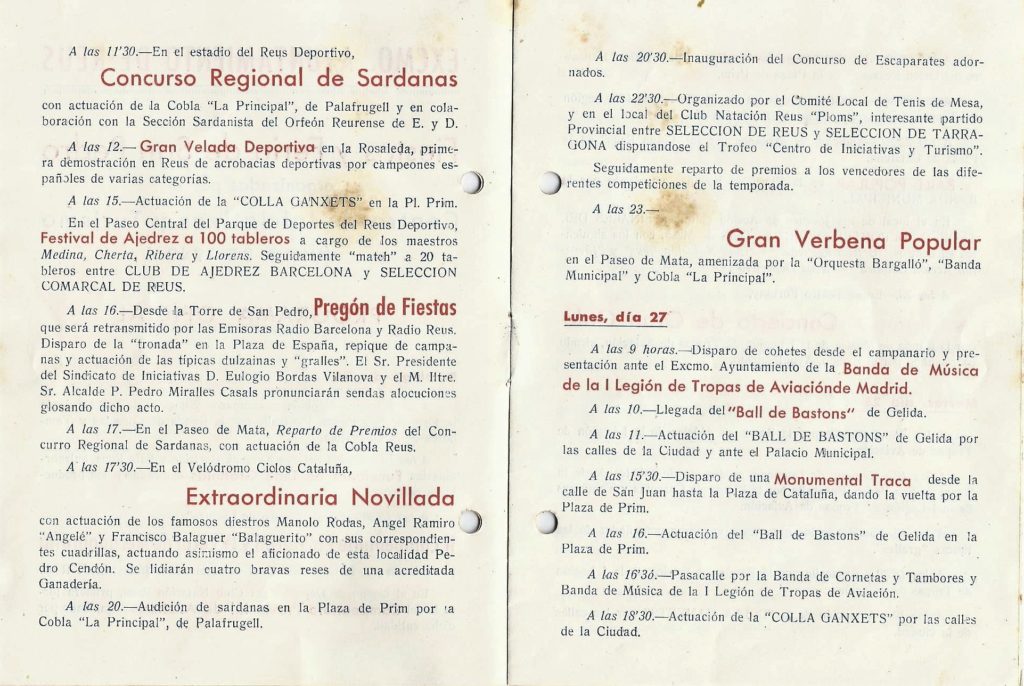 A las 11'30.—En el estadio del Reus Deportivo,
Concurso Regional de Sardanas
con actuación de la Cobla "La Principal", de Palafrugell y en cola-
boración con la Sección Sardanista del Orfeón Reurense de E. y D.
A las 12.— Gran Velada Deportiva en la Rosaleda, prime-
ra demostración en Reus de acrobacias deportivas por campeones es-
pañoles de varias categorías.
A las 15.—Actuación de la "COLLA GANXETS" en la Pl. Prim.
En el Paseo Central del Parque de Deportes del Reus Deportivo,
Festival de Ajedrez a 100 tableros a cargo de los maestros
Medina, Cherta, Ribera y Llorens. Seguidamente "match" a 20 ta-
bleros entre CLUB DE AJEDREZ BARCELONA y SELECCION
COMARCAL DE REUS.
A las 16.—Desde la Torre de San Pedro, Pregón de Fiestas
que será retransmitido por las Emisoras Radio Barcelona y Radio Reus.
Disparo de la "tronada" en la Plaza de España, repique de campa-
nas y actuación de las típicas dulzainas y "gralles". El Sr. Presidente
del Sindicato de Iniciativas D. Eulogio Bordas Vilanova y el M. Iltre.
Sr. Alcalde P. Pedro Miralles Casals pronunciarán sendas alocuciones
glosando dicho acto.
A las 17.—En el Paseo de Mata, Reparto de Premios del Con-
curro Regional de Sardanas, con actuación de la Cobla Reus.
A las 17'30.—En el Velódromo Ciclos Cataluña,
Extraordinaria Novillada
con actuación de los famosos diestros Manolo Rodas, Angel Ramiro
"Angelé" y Francisco Balaguer "Balaguerito" con sus correspondien-
tes cuadrillas, actuando asimismo el aficionado de esta localidad Pe-
dro Cendón. Se lidiarán cuatro bravas reses de una acreditada
Ganadería.
A las 20.—Audición de sardanas en la Plaza de Prim por la
Cobla "La Principal", de Palafrugell.
A las 20'30.—Inauguración del Concurso de Escaparates ador-
nados.
A las 22'30.—Organizado por el Comité Local de Tenis de Mesa,
y en el local del Club Natación Reus "Ploms", interesante partido
Provincial entre SELECCION DE REUS y SELECCION DE TARRA-
GONA disputandose el Trofeo "Centro de Iniciativas y Turismo".
Seguidamente reparto de premios a los vencedores de las dife-
rentes competiciones de la temporada.
A las 23.—
Gran Verbena Popular
en el Paseo de Mata, amenizada por la "Orquesta Bargalló", "Banda
Municipal" y Cobla "La Principal".
Lunes, día 27
A las 9 horas.—Disparo de cohetes desde el campanario y pre-
sentación ante el Excmo. Ayuntamiento de la Banda de Música
de la I Legión de Tropas de Aviaciónde Madrid.
A las 10.—Llegada del "Ball de Bastons" de Gelida.
A las 11.—Actuación del "BALL DE BASTONS" de Gelida por
las calles de la Ciudad y ante el Palacio Municipal.
A las 15'30.—Disparo de una Monumental Traca desde la
calle de San Juan hasta la Plaza de Cataluña, dando la vuelta por la
Plaza de Prim.
A las 16.—Actuación del "Ball de Bastons" de Gelida en la
Plaza de Prim.
A las 16'30.—Pasacalle por la Banda de Cornetas y Tambores y
Banda de Música de la I Legión de Tropas de Aviación.
A las 18'30.—Actuación de la "COLLA GANXETS" por las calles
de la Ciudad.